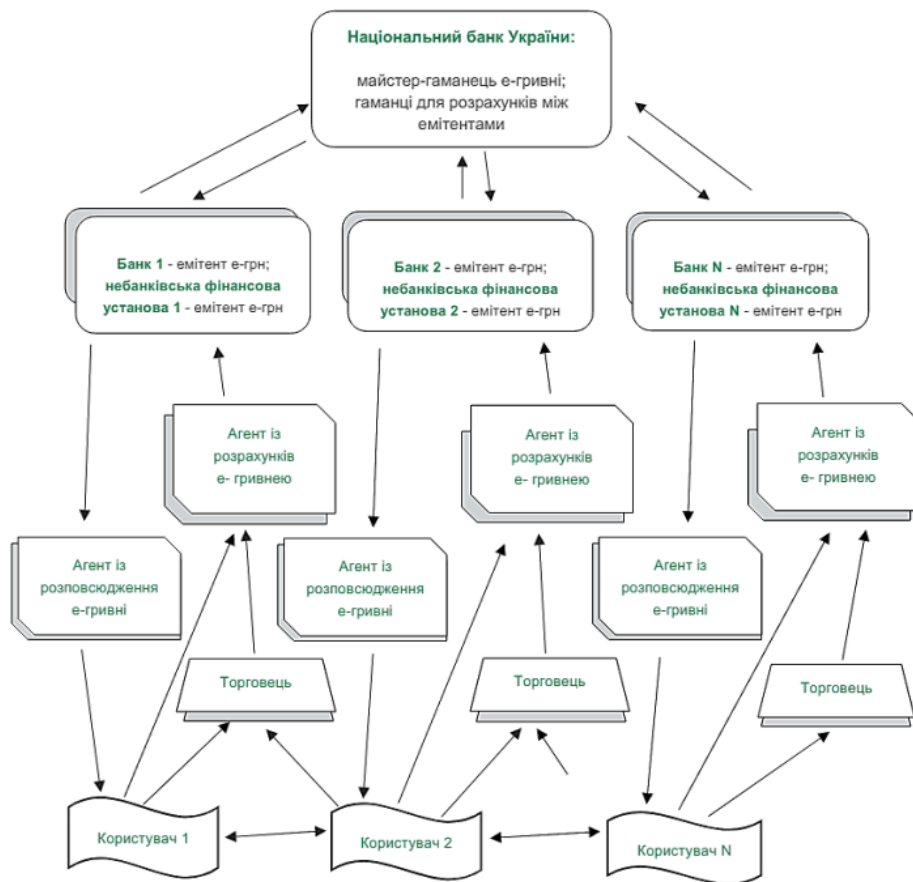 Національний банк України:
майстер-гаманець е-гривні;
гаманці для розрахунків між
емітентами
Банк 1 - емітент е-грн;
небанківська фінансова
установа 1 - емітент е-грн
Банк 2 - емітент е-грн;
небанківська фінансова
установа 2 - емітент е-грн
Банк N - емітент е-грн;
небанківська фінансова
установа N - емітент е-грн
Агент із
розрахунків
е- гривнею
Агент із
розрахунків
е- гривнею
Агент із
розрахунків
е- гривнею
Агент із
розповсюдження
е-гривні
Агент із
розповсюдження
е-гривні
Агент із
розповсюдження
е-гривні
Торговець
Торговець
Торговець
Користувач 1
Користувач 2
Користувач N